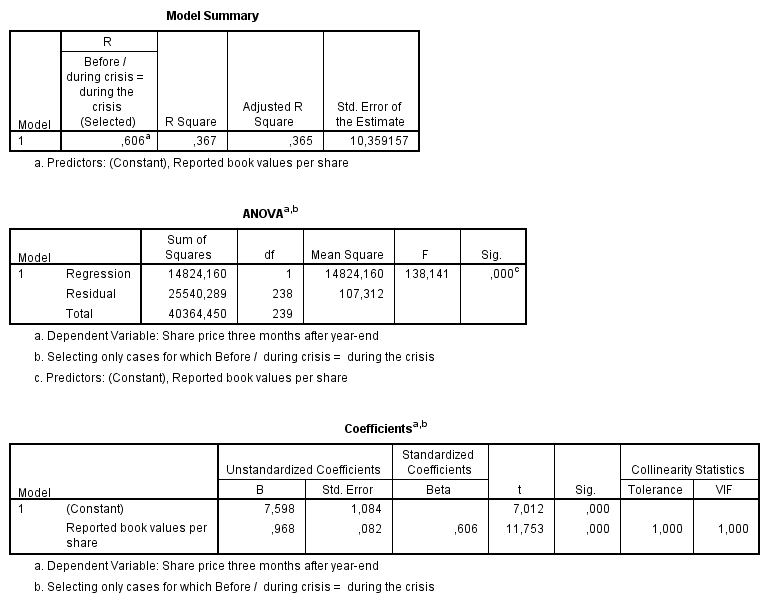 Model Summary
R
Before /
during crisis =
during the
crisis
(Selected)
Model R Square Adjusted R
Square Std. Error of
the Estimate
1 ,606a ,367 ,365 10,359157
a. Predictors: (Constant), Reported book values per share
ANOVAa,b
Model Sum of
Squares df Mean Square F Sig.
1 Regression 14824,160 1 14824,160 138,141 ,000c
Residual 25540,289 238 107,312
Total 40364,450 239
a. Dependent Variable: Share price three months after year-end
b. Selecting only cases for which Before / during crisis = during the crisis
c. Predictors: (Constant), Reported book values per share
Coefficientsa,b
Unstandardized Coefficients Standardized
Coefficients
Collinearity Statistics
Model B Std. Error Beta t Sig. Tolerance VIF
1 (Constant) 7,598 1,084 7,012 ,000
Reported book values per
share ,968 ,082 ,606 11,753 ,000 1,000 1,000
a. Dependent Variable: Share price three months after year-end
b. Selecting only cases for which Before / during crisis = during the crisis